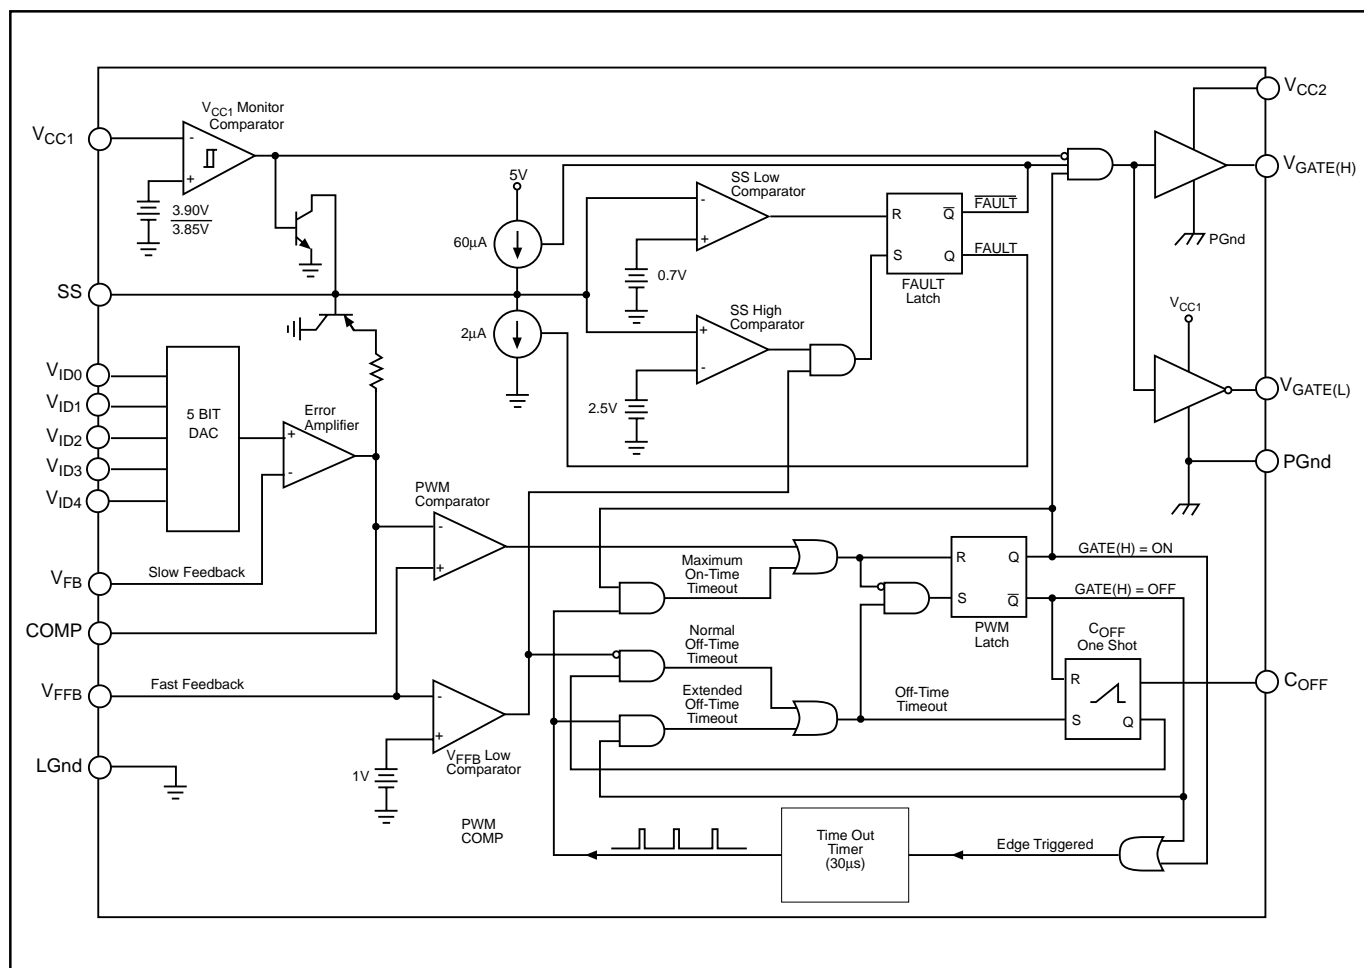 VCC1
VCC1 Monitor
Comparator
-
+
3.90V
3.85V
5V
60µA
SS
2µA
SS Low
Comparator
-
+
0.7V
SS High
Comparator
+
-
2.5V
R
Q
S
Q
FAULT
FAULT
FAULT
Latch
VCC2
VGATE(H)
PGnd
VCC1
VGATE(L)
PGnd
VID0
VID1
VID2
VID3
VID4
5 BIT
DAC
Error
Amplifier
+
-
VFB
Slow Feedback
COMP
VFFB
Fast Feedback
LGnd
PWM
Comparator
-
+
-
+
VFFB Low
Comparator
1V
PWM
COMP
Maximum
On-Time
Timeout
Normal
Off-Time
Timeout
Extended
Off-Time
Timeout
R
Q
S
Q
PWM
Latch
GATE(H) = ON
GATE(H) = OFF
COFF
One Shot
R
S
Q
Off-Time
Timeout
COFF
Time Out
Timer
(30µs)
Edge Triggered